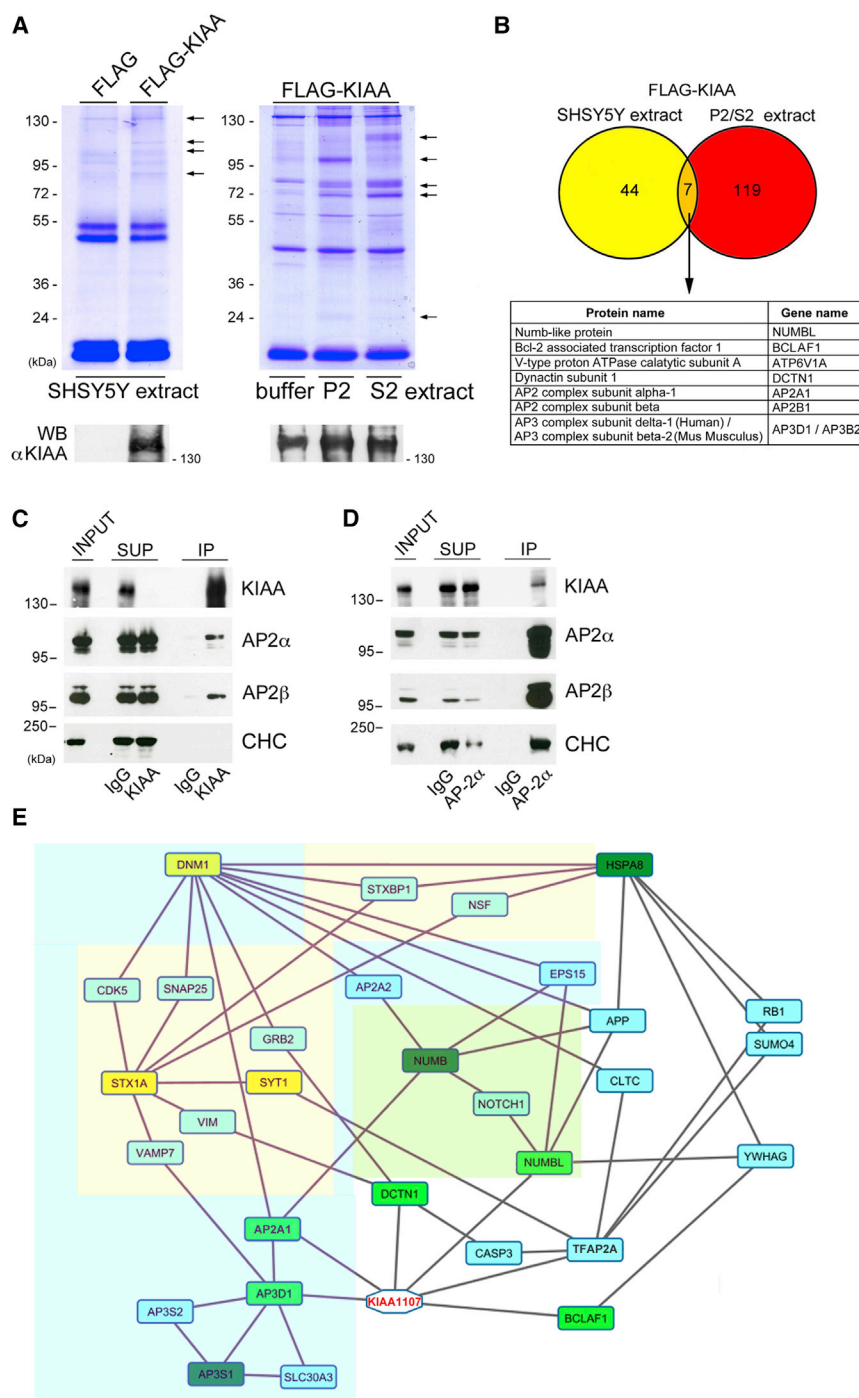 A
FLAG
FLAG-KIAA
FLAG-KIAA
130 -
95 -
72 -
55 -
36 -
24 -
(kDa)
130 -
95 -
72 -
55 -
36 -
24 -
SHSY5Y extract
buffer P2 S2 extract
WB
αKIAA
- 130
- 130
B
FLAG-KIAA
SHSY5Y extract P2/S2 extract
44 7 119
Protein name Gene name
Numb-like protein NUMBL
Bcl-2 associated transcription factor 1 BCLAF1
V-type proton ATPase calatytic subunit A ATP6V1A
Dynactin subunit 1 DCTN1
AP2 complex subunit alpha-1 AP2A1
AP2 complex subunit beta AP2B1
AP3 complex subunit delta-1 (Human) /
AP3 complex subunit beta-2 (Mus Musculus)
AP3D1 / AP3B2
C
INPUT SUP IP
130 – KIAA
95 – AP2α
95 – AP2β
250 – CHC
(kDa)
IgG KIAA IgG KIAA
D
INPUT SUP IP
130 – KIAA
95 – AP2α
95 – AP2β
250 – CHC
(kDa)
IgG AP-2α IgG AP-2α
E
DNM1
HSPA8
STXBP1
NSF
CDK5
SNAP25
AP2A2
EPS15
RB1
APP
SUMO4
GRB2
NUMB
STX1A
SYT1
CLTC
NOTCH1
VIM
VAMP7
NUMBL
YWHAG
DCTN1
AP2A1
CASP3
TFAP2A
AP3D1
KIAA1107
AP3S2
BCLAF1
AP3S1
SLC30A3